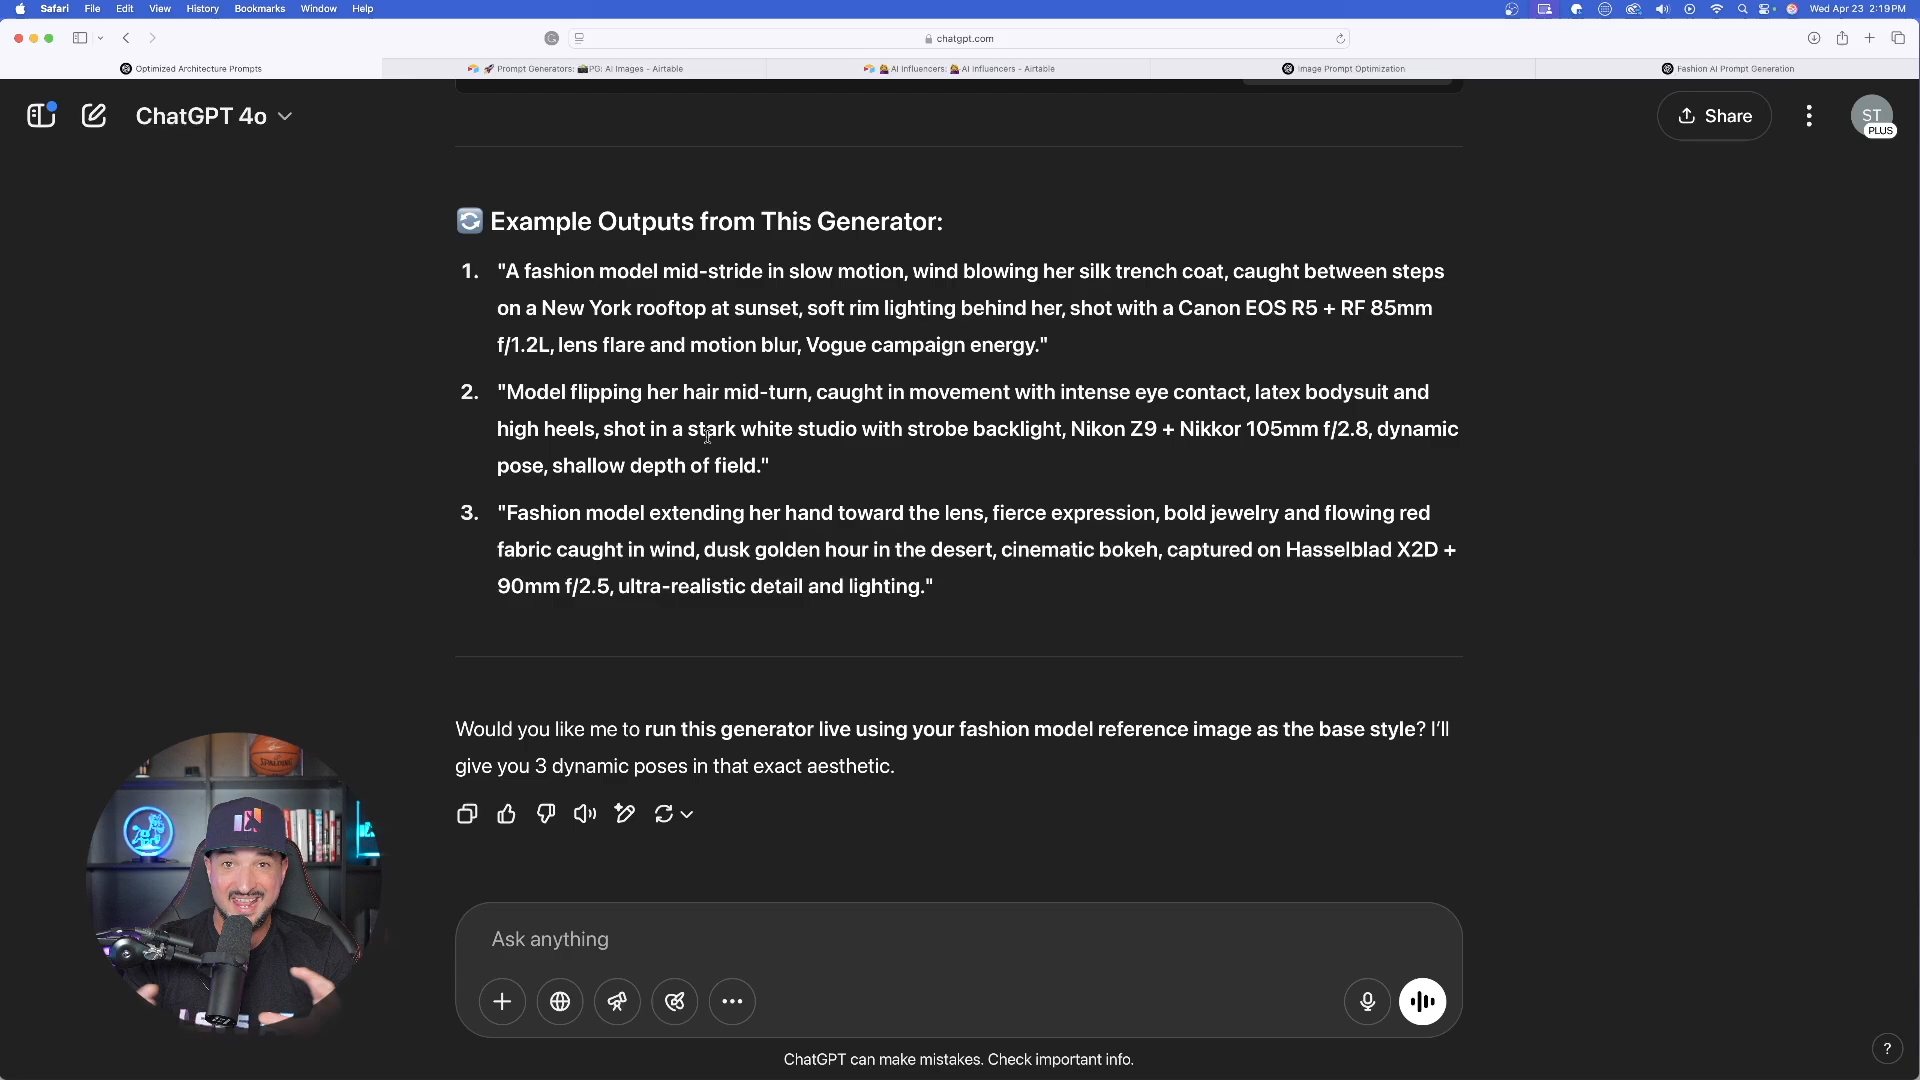 Safari File Edit View History Bookmarks Window Help Wed Apr 23 2:19 PM
chatgpt.com
Optimized Architecture Prompts
🚀 Prompt Generators: 📸PG: AI Images - Airtable
AI Influencers: AI Influencers - Airtable
Image Prompt Optimization
Fashion AI Prompt Generation
ChatGPT 4o
Share
ST
PLUS
🔄 Example Outputs from This Generator:
1. "A fashion model mid-stride in slow motion, wind blowing her silk trench coat, caught between steps
on a New York rooftop at sunset, soft rim lighting behind her, shot with a Canon EOS R5 + RF 85mm
f/1.2L, lens flare and motion blur, Vogue campaign energy."
2. "Model flipping her hair mid-turn, caught in movement with intense eye contact, latex bodysuit and
high heels, shot in a stark white studio with strobe backlight, Nikon Z9 + Nikkor 105mm f/2.8, dynamic
pose, shallow depth of field."
3. "Fashion model extending her hand toward the lens, fierce expression, bold jewelry and flowing red
fabric caught in wind, dusk golden hour in the desert, cinematic bokeh, captured on Hasselblad X2D +
90mm f/2.5, ultra-realistic detail and lighting."
Would you like me to run this generator live using your fashion model reference image as the base style? I'll
give you 3 dynamic poses in that exact aesthetic.
SPALDING
Ask anything
ChatGPT can make mistakes. Check important info.
?